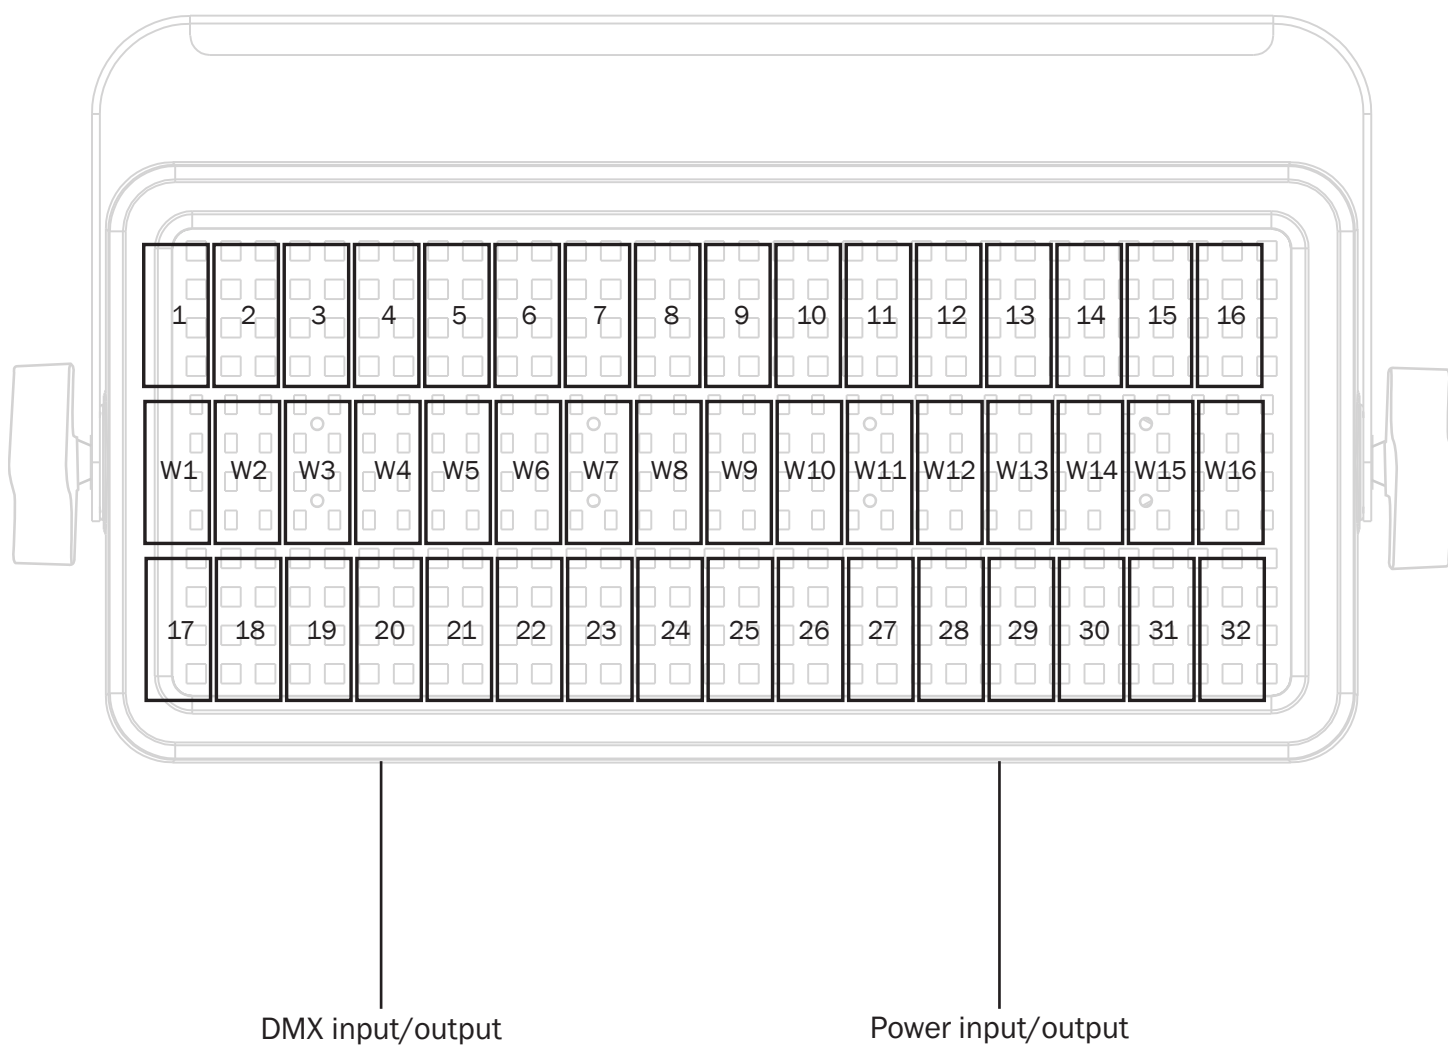 1 2 3 4 5 6 7 8 9 10 11 12 13 14 15 16
W1 W2 W3 W4 W5 W6 W7 W8 W9 W10 W11 W12 W13 W14 W15 W16
17 18 19 20 21 22 23 24 25 26 27 28 29 30 31 32
DMX input/output Power input/output